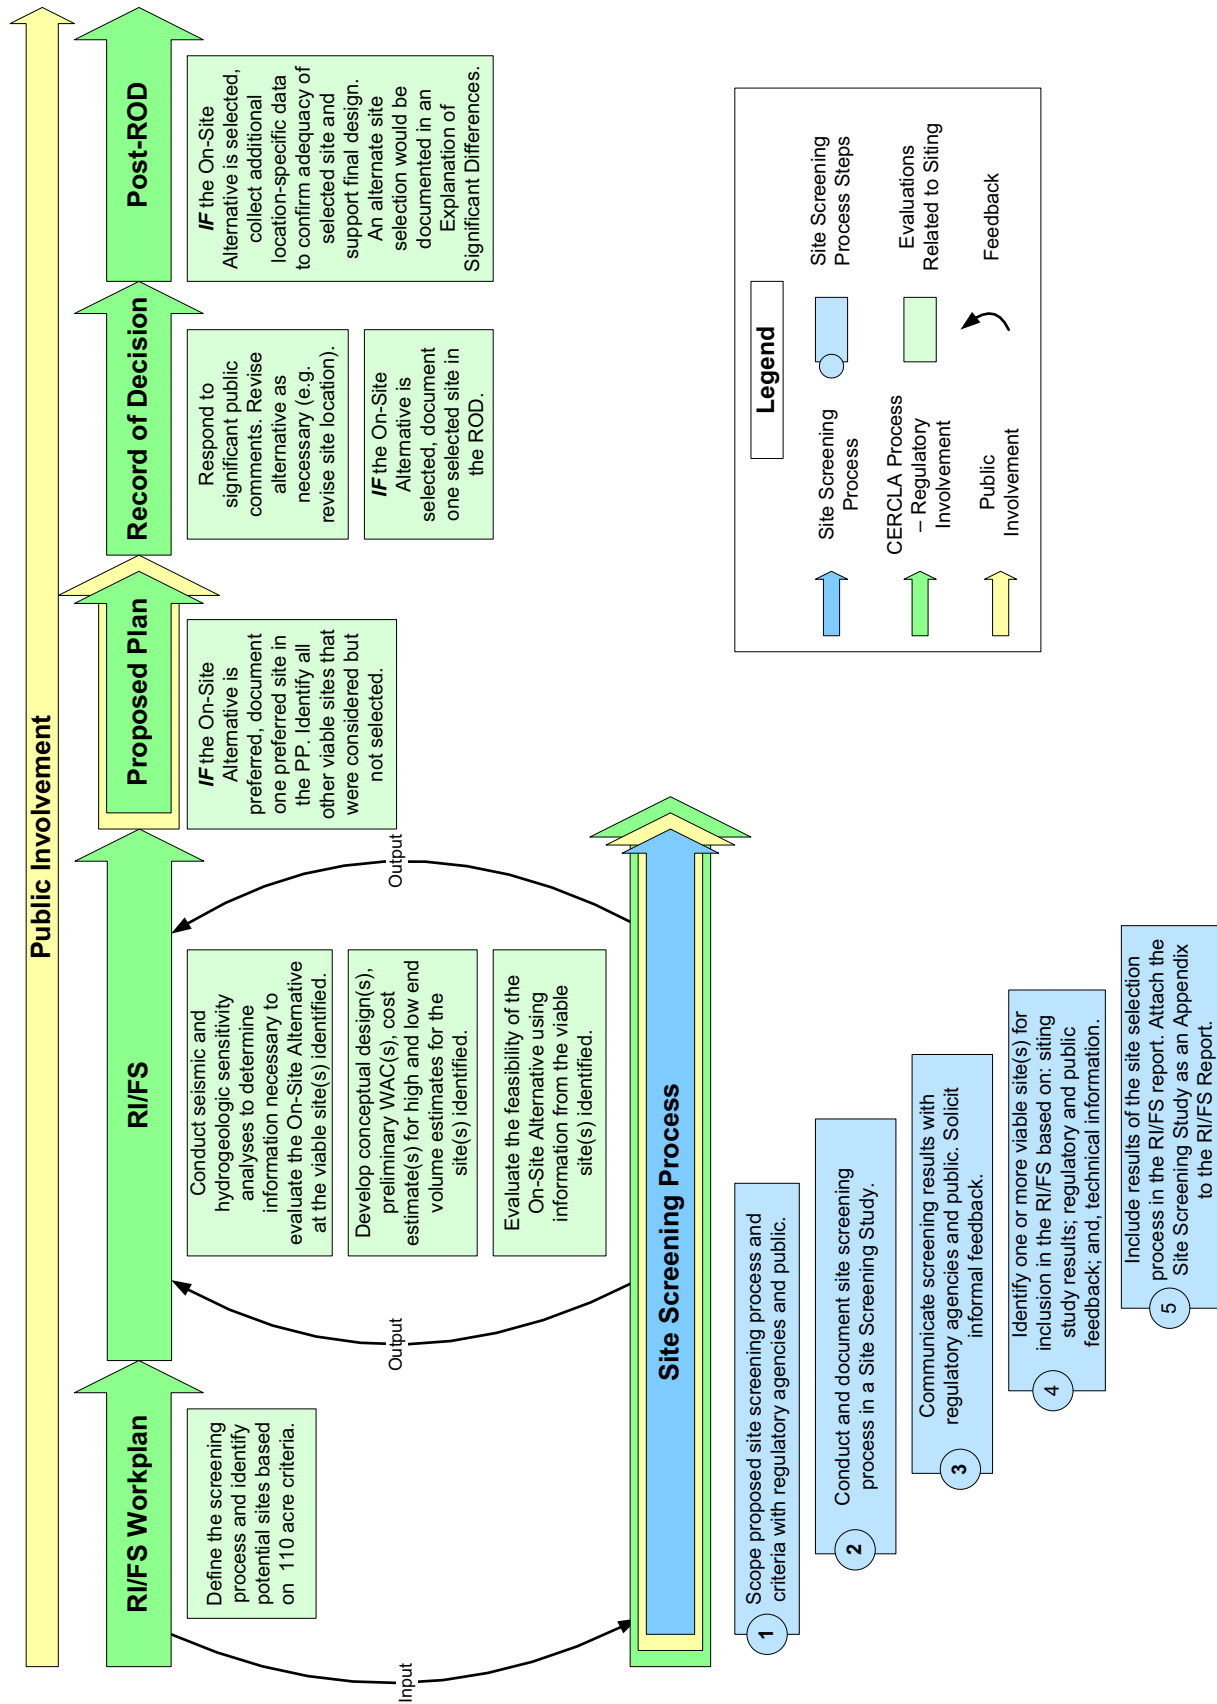 Public Involvement
RI/FS Workplan
RI/FS
Proposed Plan
Record of Decision
Post-ROD
Define the screening
process and identify
potential sites based
on 110 acre criteria.
Conduct seismic and
hydrogeologic sensitivity
analyses to determine
information necessary to
evaluate the On-Site Alternative
at the viable site(s) identified.
Develop conceptual design(s),
preliminary WAC(s), cost
estimate(s) for high and low end
volume estimates for the
site(s) identified.
Evaluate the feasibility of the
On-Site Alternative using
information from the viable
site(s) identified.
IF the On-Site
Alternative is
preferred, document
one preferred site in
the PP. Identify all
other viable sites that
were considered but
not selected.
Respond to
significant public
comments. Revise
alternative as
necessary (e.g.
revise site location).
IF the On-Site
Alternative is
selected, document
one selected site in
the ROD.
IF the On-Site
Alternative is selected,
collect additional
location-specific data
to confirm adequacy of
selected site and
support final design.
An alternate site
selection would be
documented in an
Explanation of
Significant Differences.
Input
Output
Output
Site Screening Process
1
Scope proposed site screening process and
criteria with regulatory agencies and public.
2
Conduct and document site screening
process in a Site Screening Study.
3
Communicate screening results with
regulatory agencies and public. Solicit
informal feedback.
4
Identify one or more viable site(s) for
inclusion in the RI/FS based on: siting
study results; regulatory and public
feedback; and, technical information.
5
Include results of the site selection
process in the RI/FS report. Attach the
Site Screening Study as an Appendix
to the RI/FS Report.
Legend
Site Screening
Process
Site Screening
Process Steps
CERCLA Process
– Regulatory
Involvement
Evaluations
Related to Siting
Public
Involvement
Feedback